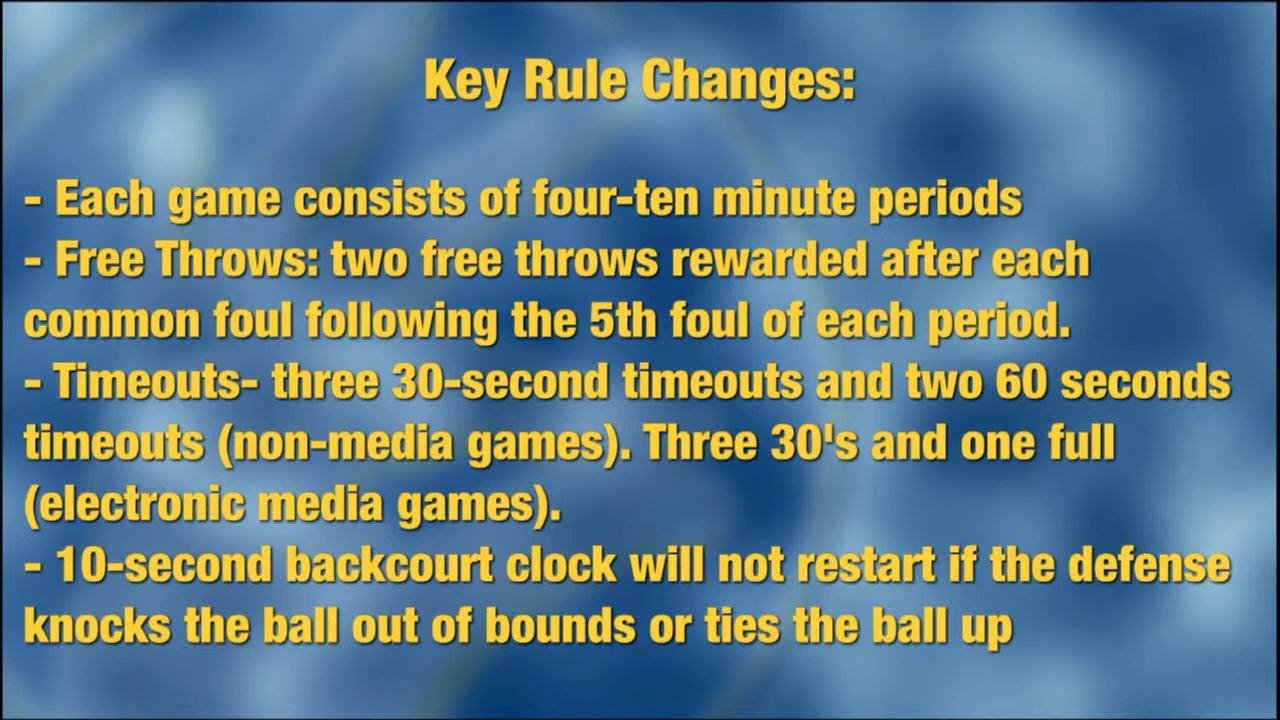 Key Rule Changes:
- Each game consists of four-ten minute periods
- Free Throws: two free throws rewarded after each
common foul following the 5th foul of each period.
- Timeouts- three 30-second timeouts and two 60 seconds
timeouts (non-media games). Three 30's and one full
(electronic media games).
- 10-second backcourt clock will not restart if the defense
knocks the ball out of bounds or ties the ball up